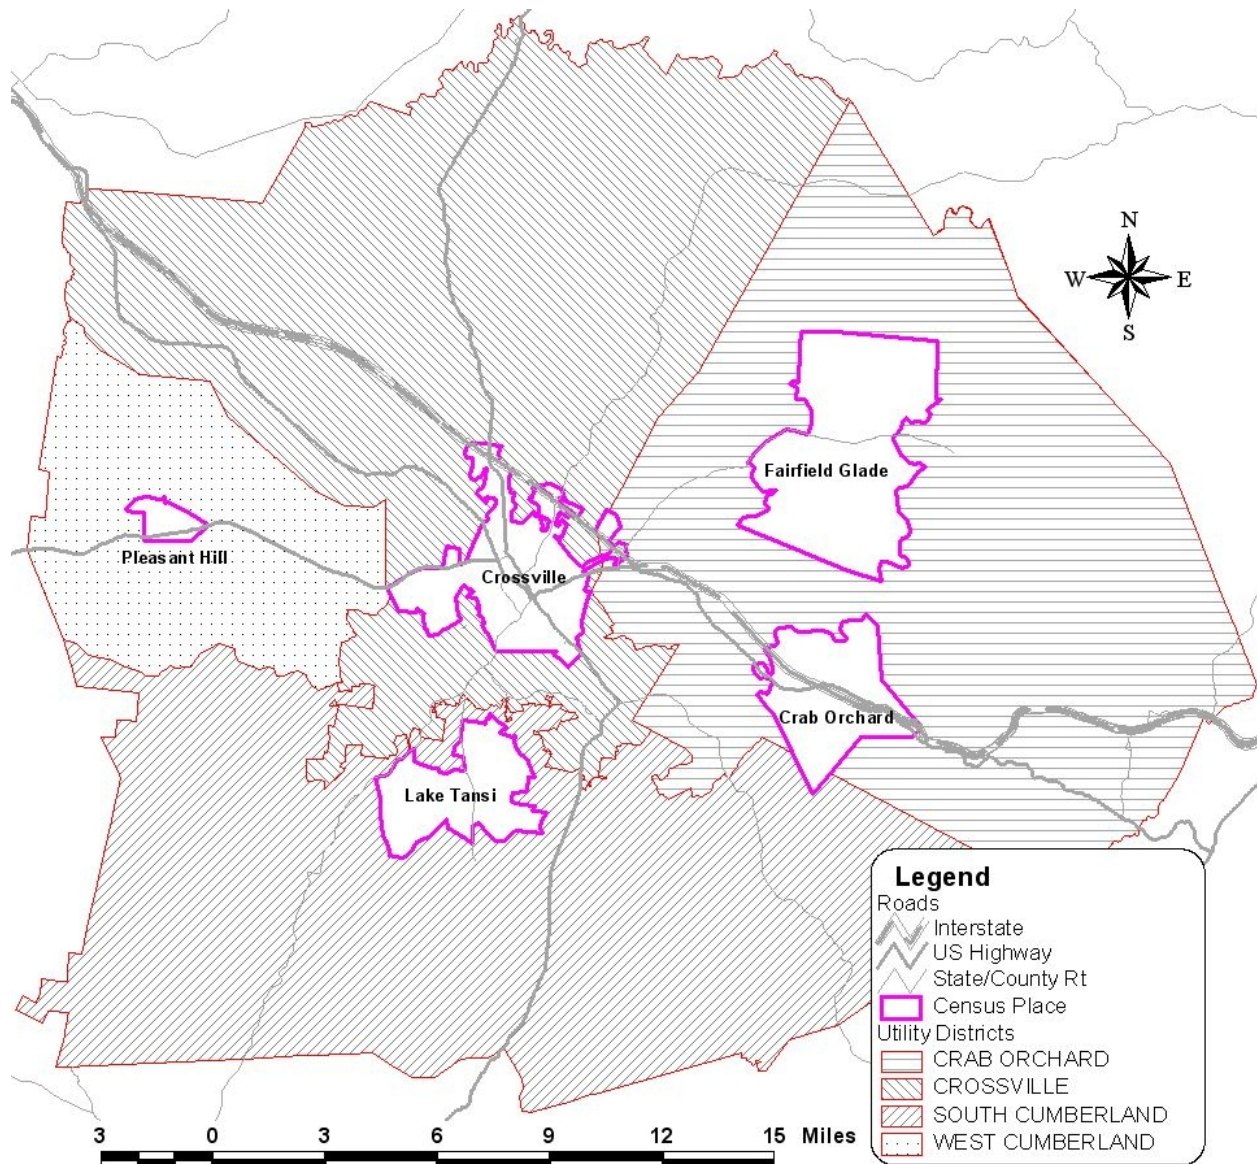 N
W E
S
Fairfield Glade
Pleasant Hill
Crossville
Crab Orchard
Lake Tansi
Legend
Roads
Interstate
US Highway
State/County Rt
Census Place
Utility Districts
CRAB ORCHARD
CROSSVILLE
SOUTH CUMBERLAND
WEST CUMBERLAND
3 0 3 6 9 12 15 Miles